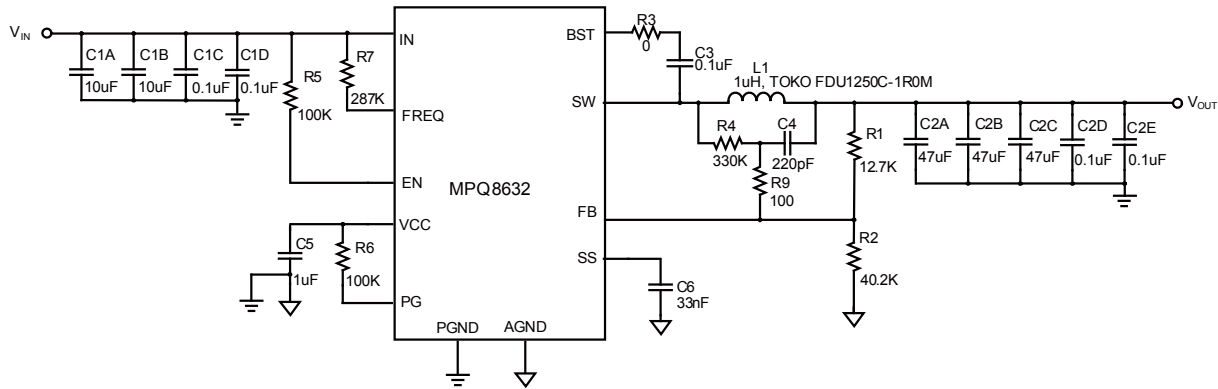 V_IN
C1A
10uF
C1B
10uF
C1C
0.1uF
C1D
0.1uF
R5
100K
R7
287K
IN
FREQ
EN
VCC
PG
C5
1uF
R6
100K
MPQ8632
PGND
AGND
BST
SW
FB
SS
R3
0
C3
0.1uF
L1
1uH, TOKO FDU1250C-1R0M
R4
330K
C4
220pF
R9
100
R1
12.7K
R2
40.2K
C6
33nF
C2A
47uF
C2B
47uF
C2C
47uF
C2D
0.1uF
C2E
0.1uF
V_OUT